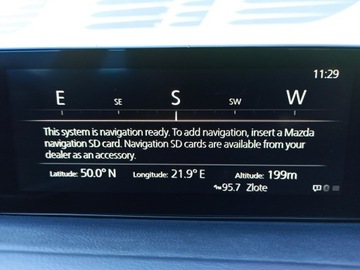 11:29
E SE S SW W
This system is navigation ready. To add navigation, insert a Mazda
navigation SD card. Navigation SD cards are available from your
dealer as an accessory.
Latitude: 50.0° N Longitude: 21.9° E Altitude: 199m
95.7 Złote